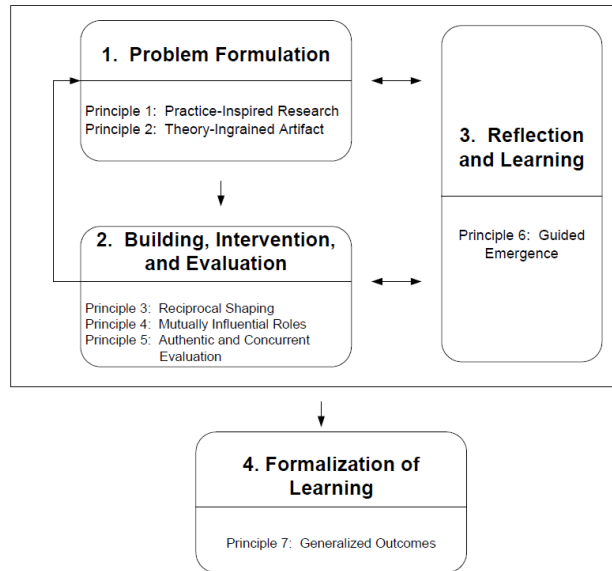 1. Problem Formulation
Principle 1: Practice-Inspired Research
Principle 2: Theory-Ingrained Artifact
2. Building, Intervention,
and Evaluation
Principle 3: Reciprocal Shaping
Principle 4: Mutually Influential Roles
Principle 5: Authentic and Concurrent
Evaluation
3. Reflection
and Learning
Principle 6: Guided
Emergence
4. Formalization of
Learning
Principle 7: Generalized Outcomes